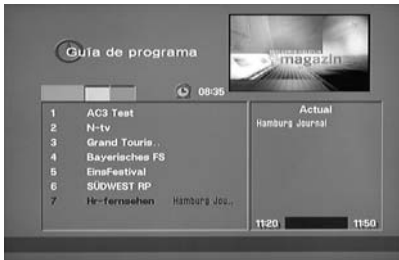 Guía de programa
magazin
08:35
1 AC3 Test
2 N-tv
3 Grand Touris..
4 Bayerisches FS
5 EinsFestival
6 SÜDWEST RP
7 Hr-fernsehen Hamburg Jou..
Actual
Hamburg Journal
11:20 11:50